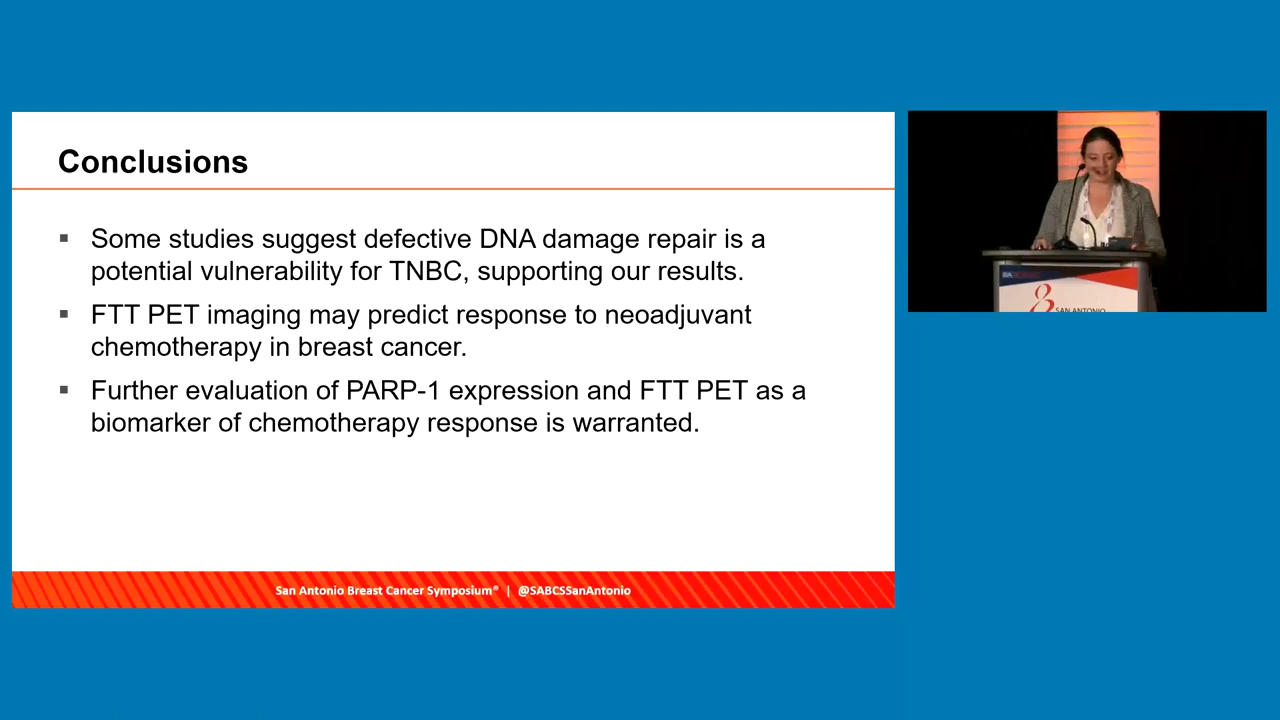 Conclusions
▪ Some studies suggest defective DNA damage repair is a
potential vulnerability for TNBC, supporting our results.
▪ FTT PET imaging may predict response to neoadjuvant
chemotherapy in breast cancer.
▪ Further evaluation of PARP-1 expression and FTT PET as a
biomarker of chemotherapy response is warranted.
San Antonio Breast Cancer Symposium® | @SABCSSanAntonio
SAN ANTONIO